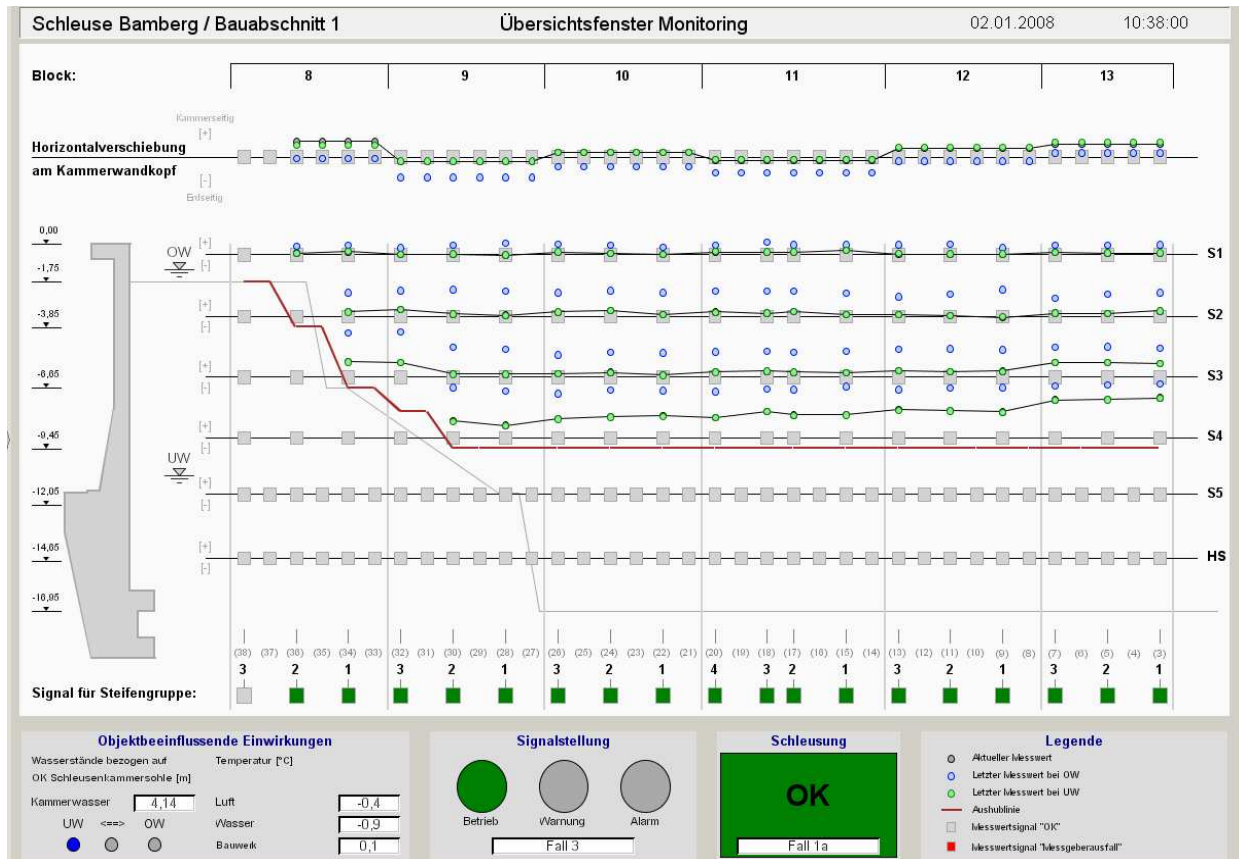 Schleuse Bamberg / Bauabschnitt 1 Übersichtsfenster Monitoring 02.01.2008 10:38:00
Block: 8 9 10 11 12 13
Kammerseitig
[+]
Horizontalverschiebung
am Kammerwandkopf
[-]
Erdseitig
0,00
OW
[+]
[-]
S1
-1,75
-3,85
[+]
[-]
S2
-6,65
[+]
[-]
S3
-9,45
[+]
[-]
S4
UW
-12,05
[+]
[-]
S5
[+]
[-]
HS
-16,95
(37) (35) (34) (33) (32) (31) (30) (29) (28) (27) (25) (24) (23) (22) (21) (20) (19) (18) (17) (16) (15) (14) (13) (12) (11) (10) (9) (8) (7) (6) (5) (4) (3)
3 2 1 3 2 1 3 2 1 4 3 2 1 3 2 1 3 2 1
Signal für Steifengruppe:
Objektbeeinflussende Einwirkungen
Wasserstände bezogen auf
OK Schleusenkammersohle [m]
Temperatur [°C]
Kammerwasser 4,14
UW <==> OW
Luft -0,4
Wasser -0,9
Bauwerk 0,1
Signalstellung
Betrieb Warnung Alarm
Fall 3
Schleusung
OK
Fall 1a
Legende
Aktueller Messwert
Letzter Messwert bei OW
Letzter Messwert bei UW
Aushublinie
Messwertsignal "OK"
Messwertsignal "Messgeberausfall"